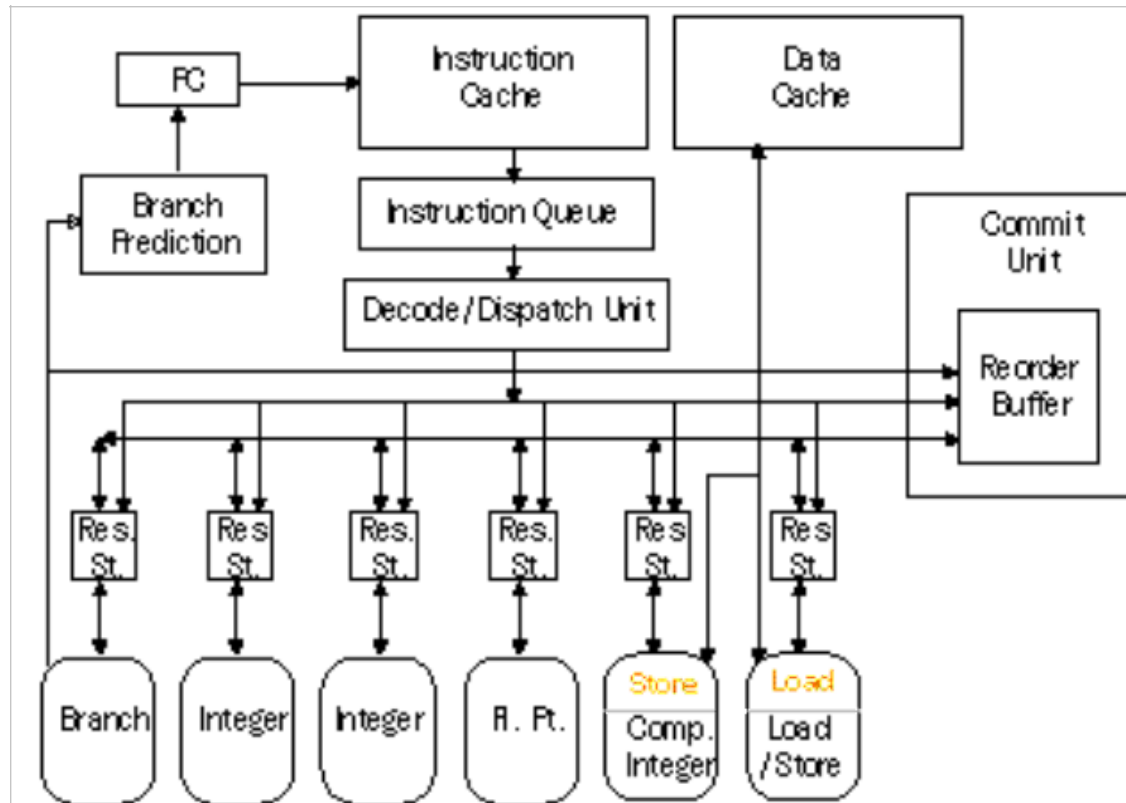 PC
Instruction
Cache
Data
Cache
Branch
Prediction
Instruction Queue
Commit
Unit
Decode/Dispatch Unit
Reorder
Buffer
Res.
St.
Res
St.
Res.
St.
Res.
St.
Res
St.
Res
St.
Branch
Integer
Integer
Fl. Pt.
Store
Comp.
Integer
Load
Load
/Store